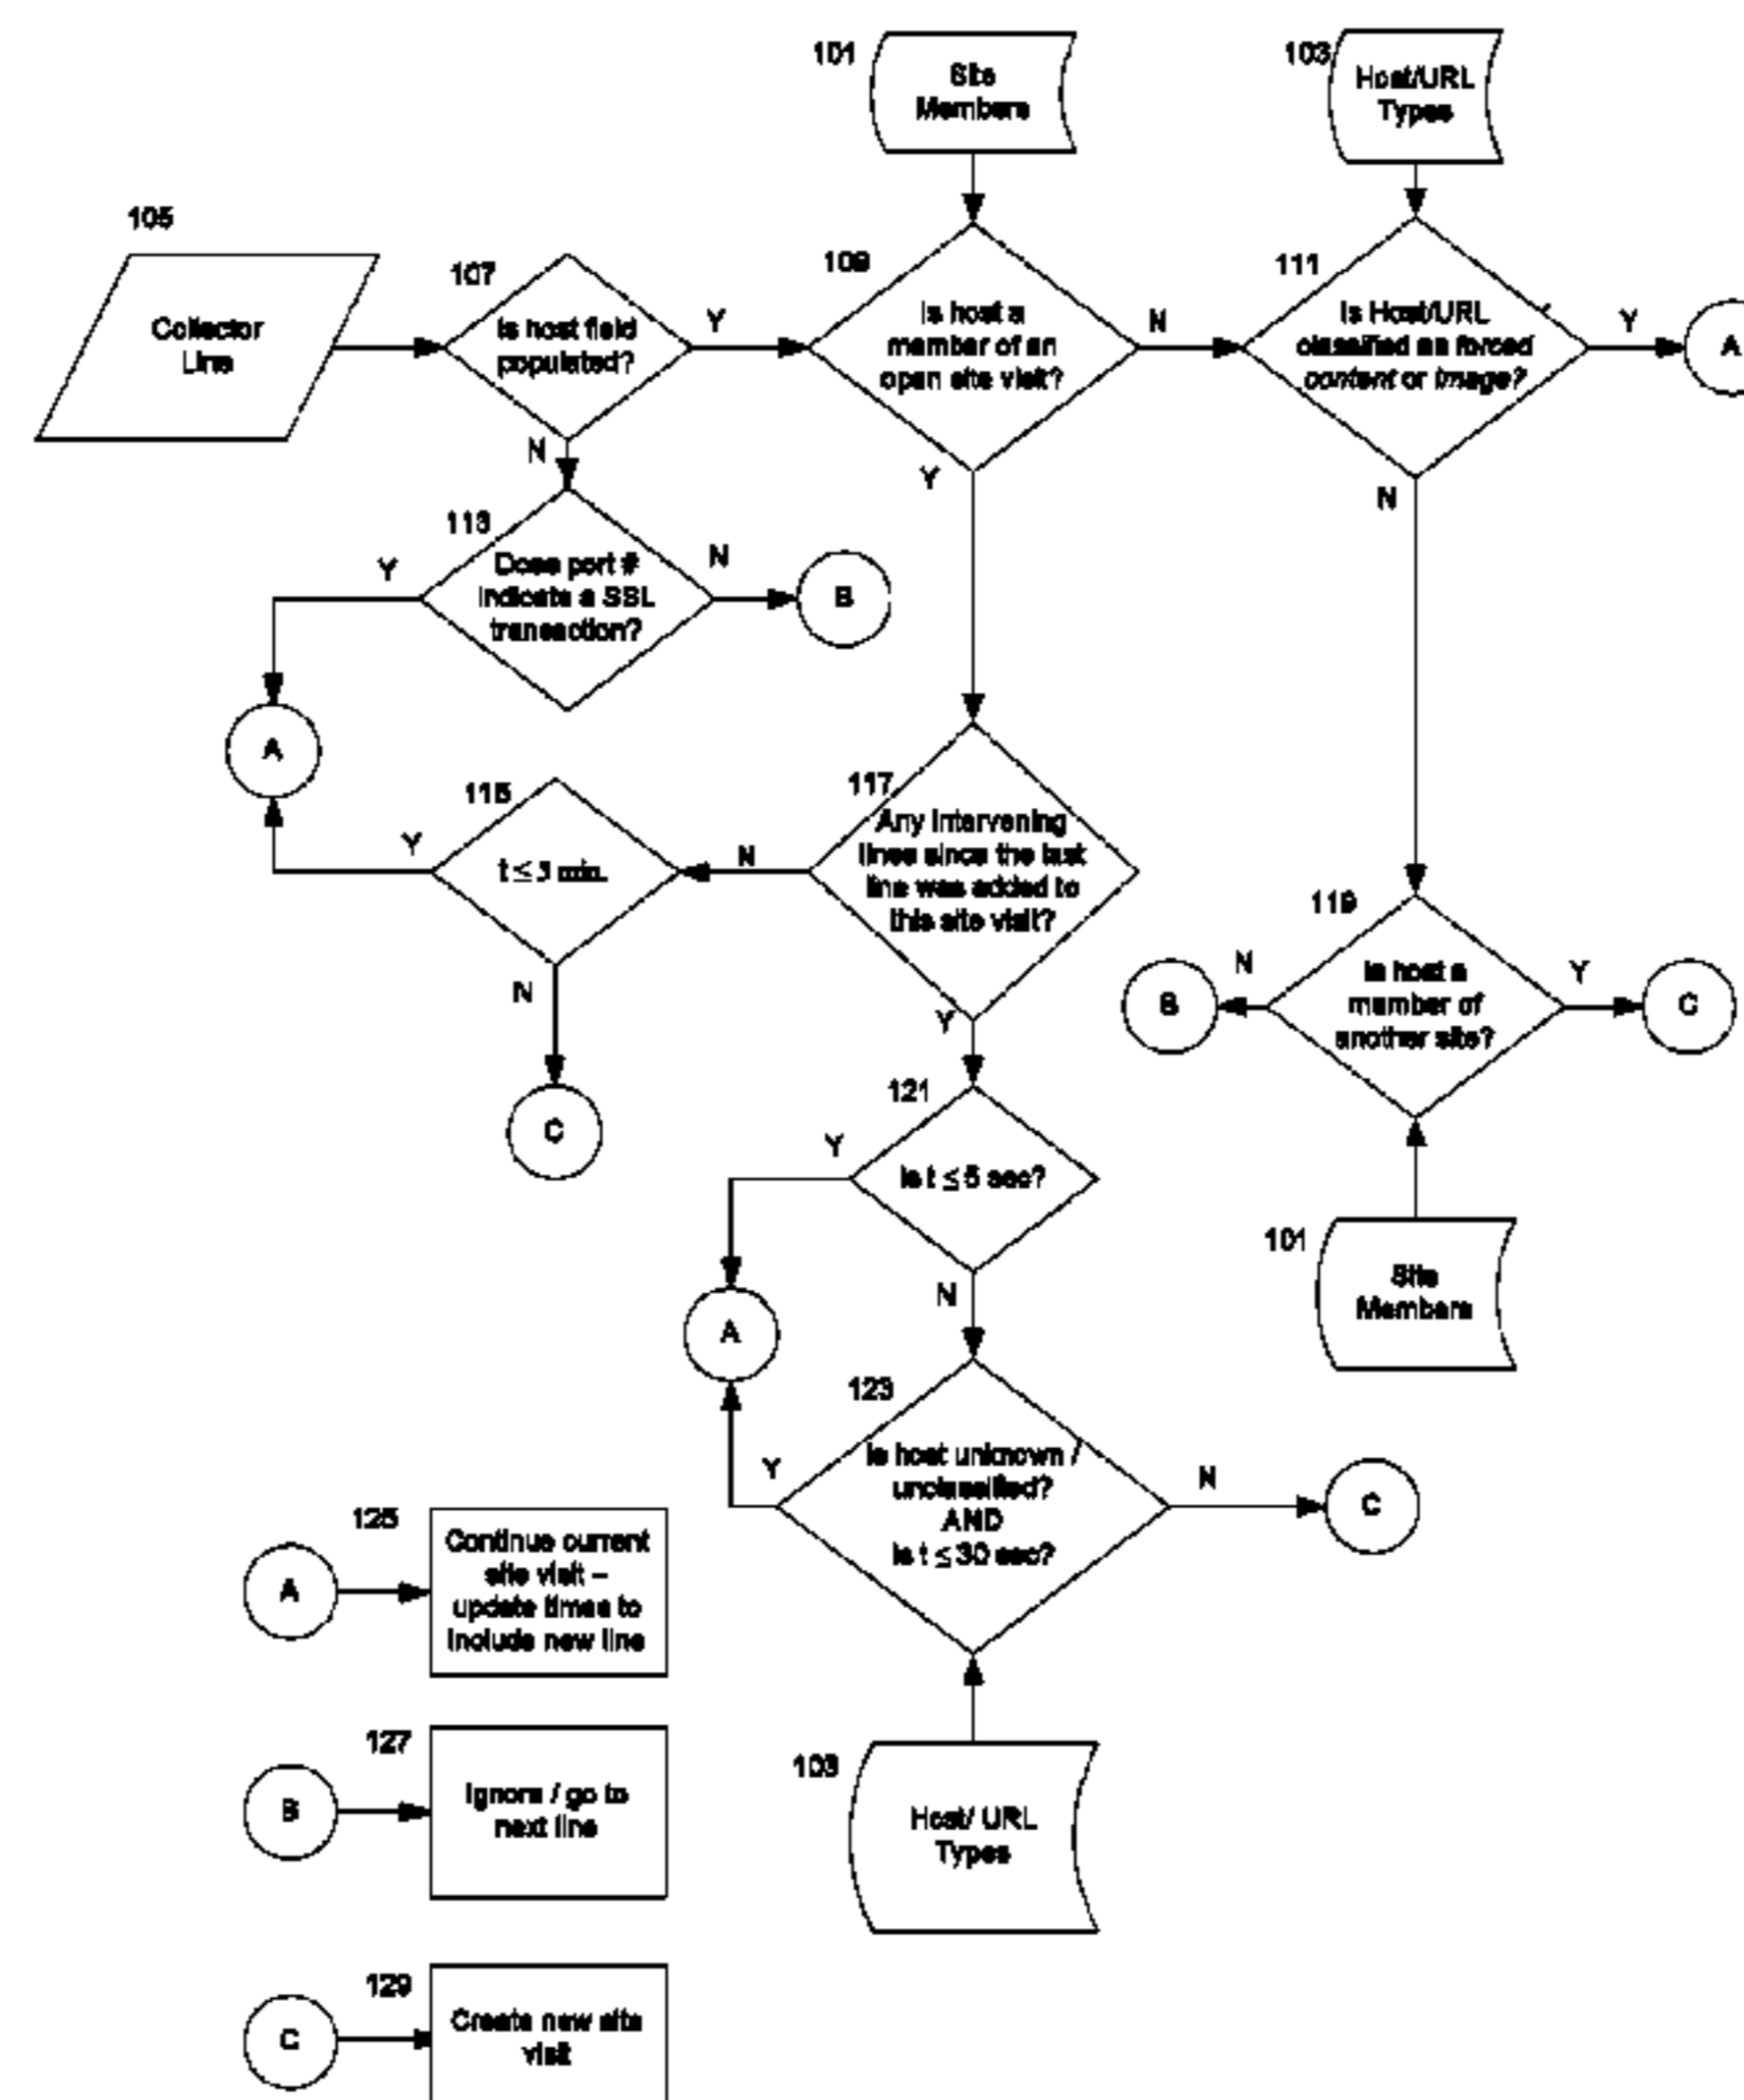 101
Site
Members
103
Host/URL
Types
105
Collector
Line
107
Is host field
populated?
Y
N
109
Is host a
member of an
open site visit?
N
Y
111
Is Host/URL
classified as forced
content or image?
Y
A
N
113
Does port #
indicate a SSL
transaction?
Y
N
B
A
115
t ≤ 3 min.
Y
N
C
117
Any intervening
lines since the last
line was added to
this site visit?
N
Y
119
Is host a
member of
another site?
N
B
Y
C
101
Site
Members
121
Is t ≤ 5 sec?
Y
N
A
123
Is host unknown /
unclassified?
AND
Is t ≤ 30 sec?
Y
N
C
103
Host/ URL
Types
125
A
Continue current
site visit –
update times to
include new line
127
B
Ignore / go to
next line
129
C
Create new site
visit